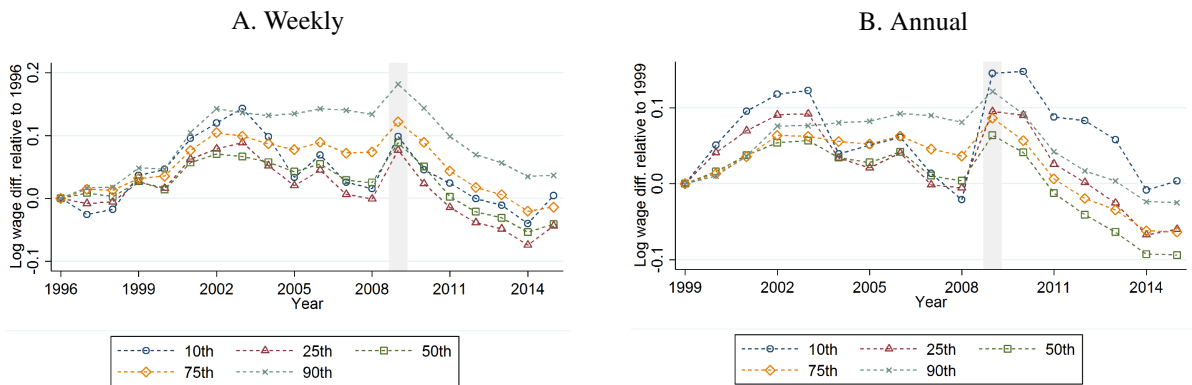 A. Weekly
Log wage diff. relative to 1996
0.2
0.1
0.0
-0.1
1996 1999 2002 2005 2008 2011 2014
Year
10th 25th 50th
75th 90th
B. Annual
Log wage diff. relative to 1999
0.1
0.0
-0.1
1999 2002 2005 2008 2011 2014
Year
10th 25th 50th
75th 90th